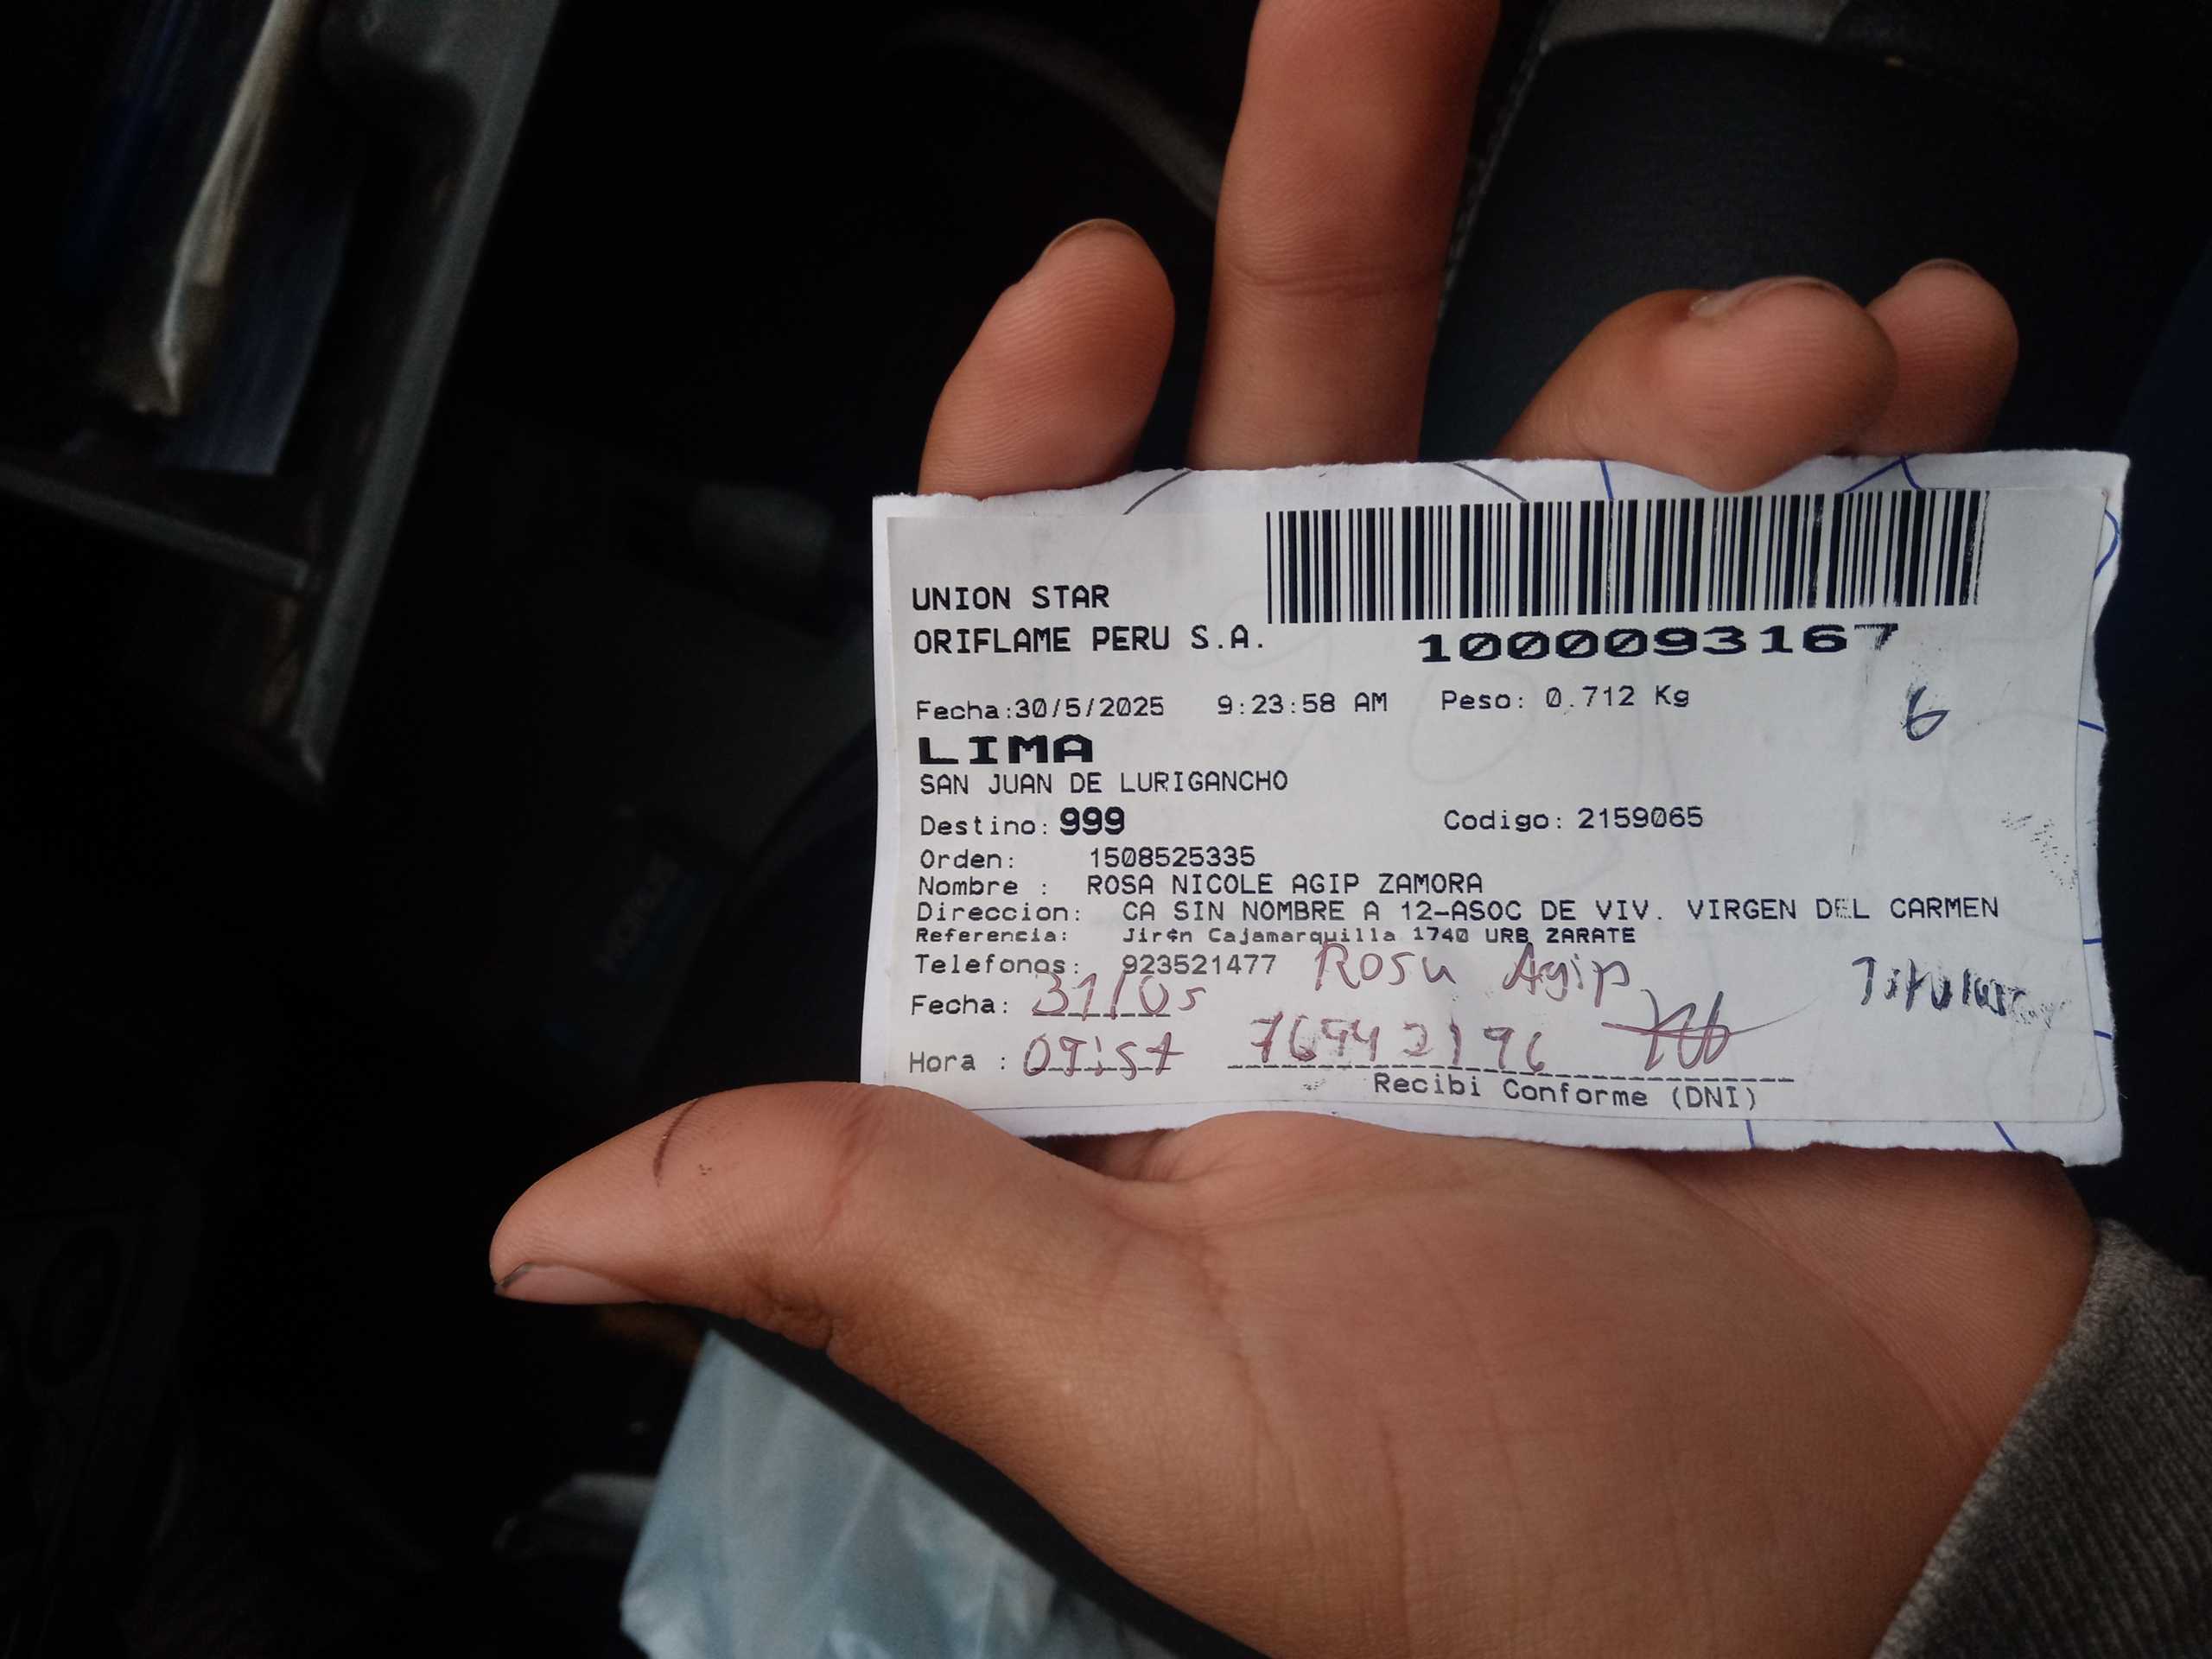 UNION STAR
ORIFLAME PERU S.A.
1000093167
Fecha:30/5/2025 9:23:58 AM Peso: 0.712 Kg
6
LIMA
SAN JUAN DE LURIGANCHO
Destino: 999 Codigo: 2159065
Orden: 1508525335
Nombre : ROSA NICOLE AGIP ZAMORA
Direccion: CA SIN NOMBRE A 12-ASOC DE VIV. VIRGEN DEL CARMEN
Referencia: Jir¢n Cajamarquilla 1740 URB ZARATE
Telefonos: 923521477 Rosa Agip
Titular
Fecha: 31/05
Hora : 09:57 76942196
Recibi Conforme (DNI)